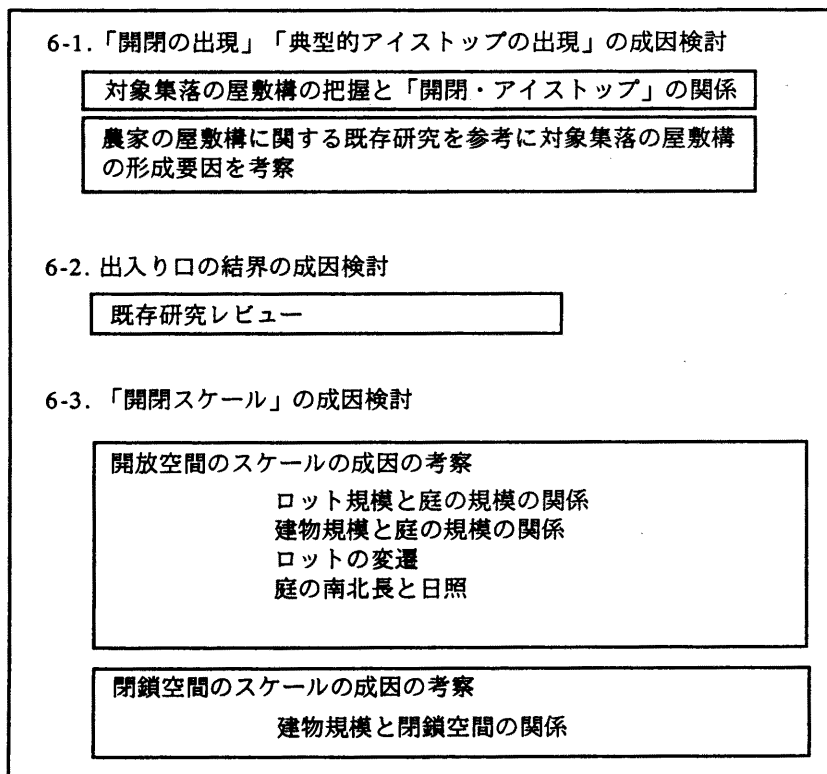 6-1.「開閉の出現」「典型的アイストップの出現」の成因検討
対象集落の屋敷構の把握と「開閉・アイストップ」の関係
農家の屋敷構に関する既存研究を参考に対象集落の屋敷構
の形成要因を考察
6-2. 出入り口の結界の成因検討
既存研究レビュー
6-3.「開閉スケール」の成因検討
開放空間のスケールの成因の考察
ロット規模と庭の規模の関係
建物規模と庭の規模の関係
ロットの変遷
庭の南北長と日照
閉鎖空間のスケールの成因の考察
建物規模と閉鎖空間の関係